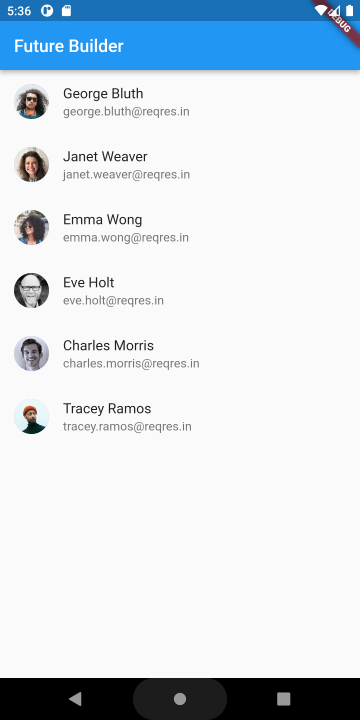 5:36
DEBUG
Future Builder
George Bluth
george.bluth@reqres.in
Janet Weaver
janet.weaver@reqres.in
Emma Wong
emma.wong@reqres.in
Eve Holt
eve.holt@reqres.in
Charles Morris
charles.morris@reqres.in
Tracey Ramos
tracey.ramos@reqres.in